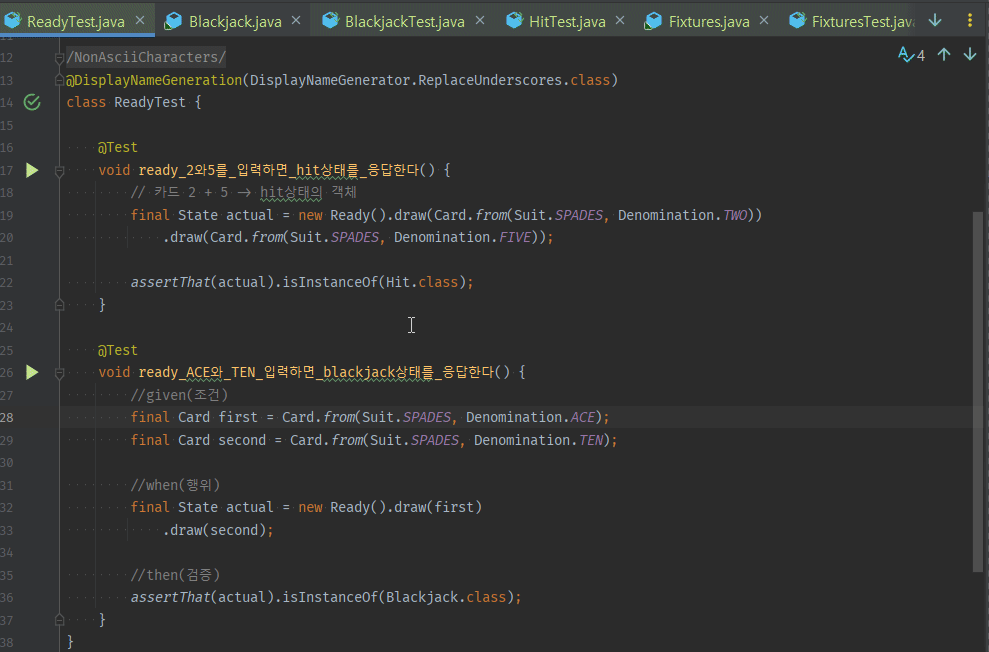 ReadyTest.java × Blackjack.java × BlackjackTest.java × HitTest.java × Fixtures.java × FixturesTest.java
12 /NonAsciiCharacters/ 4
13 @DisplayNameGeneration(DisplayNameGenerator.ReplaceUnderscores.class)
14 class ReadyTest {
15
16 @Test
17 void ready_2와5를_입력하면_hit상태를_응답한다() {
18 // 카드 2 + 5 → hit상태의 객체
19 final State actual = new Ready().draw(Card.from(Suit.SPADES, Denomination.TWO))
20 .draw(Card.from(Suit.SPADES, Denomination.FIVE));
21
22 assertThat(actual).isInstanceOf(Hit.class);
23 }
24
25 @Test
26 void ready_ACE와_TEN_입력하면_blackjack상태를_응답한다() {
27 //given(조건)
28 final Card first = Card.from(Suit.SPADES, Denomination.ACE);
29 final Card second = Card.from(Suit.SPADES, Denomination.TEN);
30
31 //when(행위)
32 final State actual = new Ready().draw(first)
33 .draw(second);
34
35 //then(검증)
36 assertThat(actual).isInstanceOf(Blackjack.class);
37 }
38 }